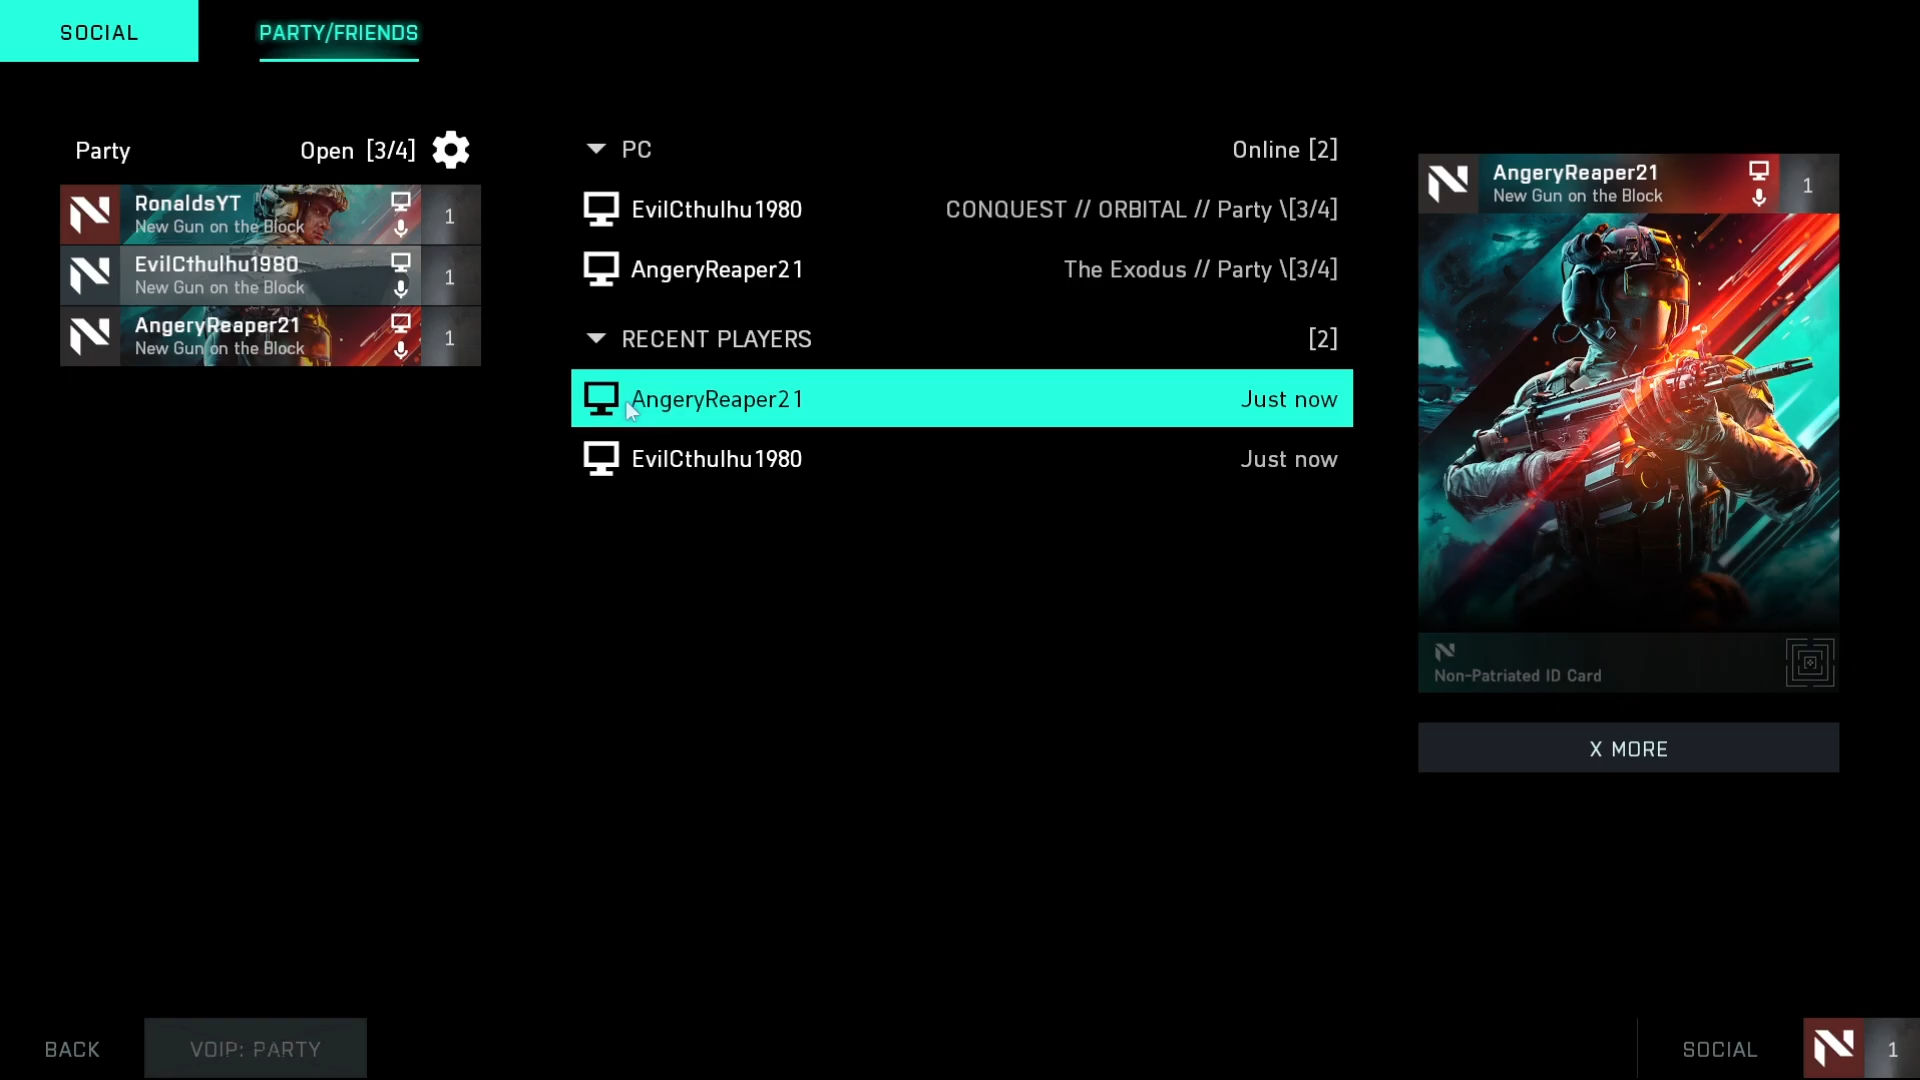 SOCIAL
PARTY/FRIENDS
Party Open [3/4]
RonaldsYT
New Gun on the Block
1
EvilCthulhu1980
New Gun on the Block
1
AngeryReaper21
New Gun on the Block
1
PC Online [2]
EvilCthulhu1980 CONQUEST // ORBITAL // Party \[3/4]
AngeryReaper21 The Exodus // Party \[3/4]
RECENT PLAYERS [2]
AngeryReaper21 Just now
EvilCthulhu1980 Just now
AngeryReaper21
New Gun on the Block
1
Non-Patriated ID Card
X MORE
BACK
VOIP: PARTY
SOCIAL
1